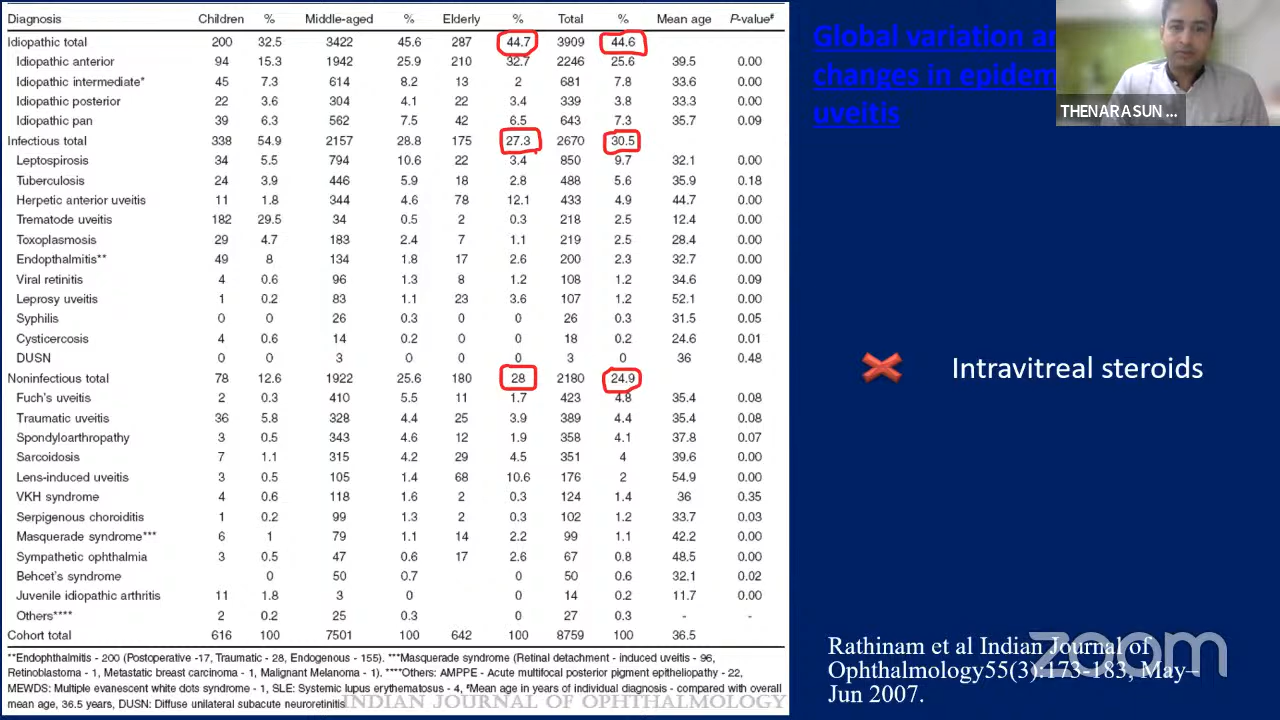 Diagnosis Children % Middle-aged % Elderly % Total % Mean age P-value#
Idiopathic total 200 32.5 3422 45.6 287 44.7 3909 44.6
Idiopathic anterior 94 15.3 1942 25.9 210 32.7 2246 25.6 39.5 0.00
Idiopathic intermediate* 45 7.3 614 8.2 13 2 681 7.8 33.6 0.00
Idiopathic posterior 22 3.6 304 4.1 22 3.4 339 3.8 33.3 0.00
Idiopathic pan 39 6.3 562 7.5 42 6.5 643 7.3 35.7 0.09
Infectious total 338 54.9 2157 28.8 175 27.3 2670 30.5
Leptospirosis 34 5.5 794 10.6 22 3.4 850 9.7 32.1 0.00
Tuberculosis 24 3.9 446 5.9 18 2.8 488 5.6 35.9 0.18
Herpetic anterior uveitis 11 1.8 344 4.6 78 12.1 433 4.9 44.7 0.00
Trematode uveitis 182 29.5 34 0.5 2 0.3 218 2.5 12.4 0.00
Toxoplasmosis 29 4.7 183 2.4 7 1.1 219 2.5 28.4 0.00
Endopthalmitis** 49 8 134 1.8 17 2.6 200 2.3 32.7 0.00
Viral retinitis 4 0.6 96 1.3 8 1.2 108 1.2 34.6 0.09
Leprosy uveitis 1 0.2 83 1.1 23 3.6 107 1.2 52.1 0.00
Syphilis 0 0 26 0.3 0 0 26 0.3 31.5 0.05
Cysticercosis 4 0.6 14 0.2 0 0 18 0.2 24.6 0.01
DUSN 0 0 3 0 0 0 3 0 36 0.48
Noninfectious total 78 12.6 1922 25.6 180 28 2180 24.9
Fuch's uveitis 2 0.3 410 5.5 11 1.7 423 4.8 35.4 0.08
Traumatic uveitis 36 5.8 328 4.4 25 3.9 389 4.4 35.4 0.08
Spondyloarthropathy 3 0.5 343 4.6 12 1.9 358 4.1 37.8 0.07
Sarcoidosis 7 1.1 315 4.2 29 4.5 351 4 39.6 0.00
Lens-induced uveitis 3 0.5 105 1.4 68 10.6 176 2 54.9 0.00
VKH syndrome 4 0.6 118 1.6 2 0.3 124 1.4 36 0.35
Serpigenous choroiditis 1 0.2 99 1.3 2 0.3 102 1.2 33.7 0.03
Masquerade syndrome*** 6 1 79 1.1 14 2.2 99 1.1 42.2 0.00
Sympathetic ophthalmia 3 0.5 47 0.6 17 2.6 67 0.8 48.5 0.00
Behcet's syndrome 0 50 0.7 0 50 0.6 32.1 0.02
Juvenile idiopathic arthritis 11 1.8 3 0 0 14 0.2 11.7 0.00
Others**** 2 0.2 25 0.3 0 27 0.3 - -
Cohort total 616 100 7501 100 642 100 8759 100 36.5
**Endophthalmitis - 200 (Postoperative -17, Traumatic - 28, Endogenous - 155). ***Masquerade syndrome (Retinal detachment - induced uveitis - 96,
Retinoblastoma - 1, Metastatic breast carcinoma - 1, Malignant Melanoma - 1). ****Others: AMPPE - Acute multifocal posterior pigment epitheliopathy - 22,
MEWDS: Multiple evanescent white dots syndrome - 1, SLE: Systemic lupus erythematosus - 4, #Mean age in years of individual diagnosis - compared with overall
mean age, 36.5 years, DUSN: Diffuse unilateral subacute neuroretinitis
INDIAN JOURNAL OF OPHTHALMOLOGY
Global variation
changes in
uveitis
THENARASUN ...
Intravitreal steroids
Rathinam et al Indian Journal of
Ophthalmology55(3):173-183, May–
Jun 2007.
zoom